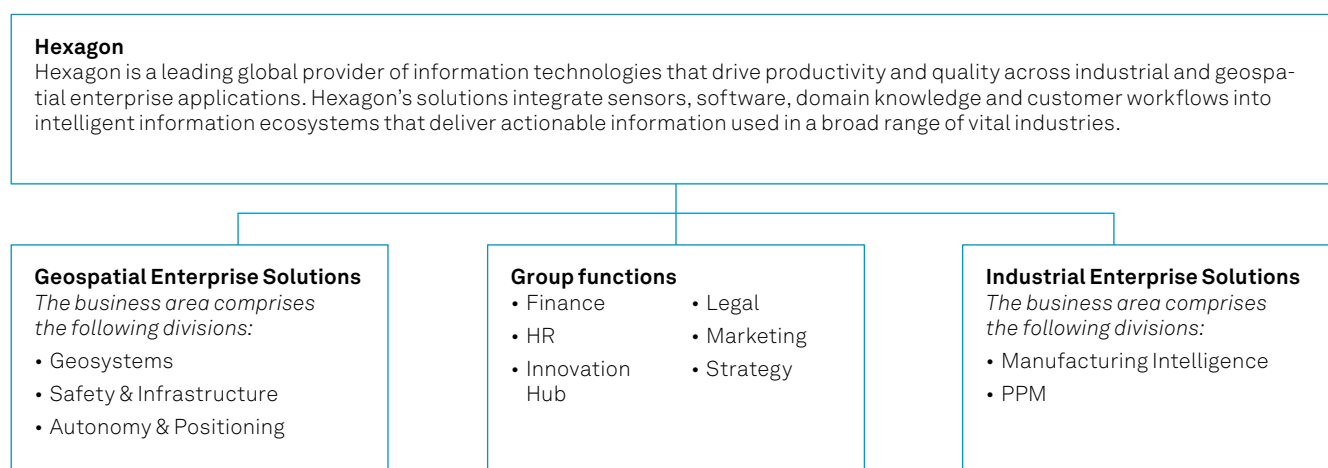 Hexagon
Hexagon is a leading global provider of information technologies that drive productivity and quality across industrial and geospa-
tial enterprise applications. Hexagon's solutions integrate sensors, software, domain knowledge and customer workflows into
intelligent information ecosystems that deliver actionable information used in a broad range of vital industries.
Geospatial Enterprise Solutions
The business area comprises
the following divisions:
• Geosystems
• Safety & Infrastructure
• Autonomy & Positioning
Group functions
• Finance
• HR
• Innovation
Hub
• Legal
• Marketing
• Strategy
Industrial Enterprise Solutions
The business area comprises
the following divisions:
• Manufacturing Intelligence
• PPM